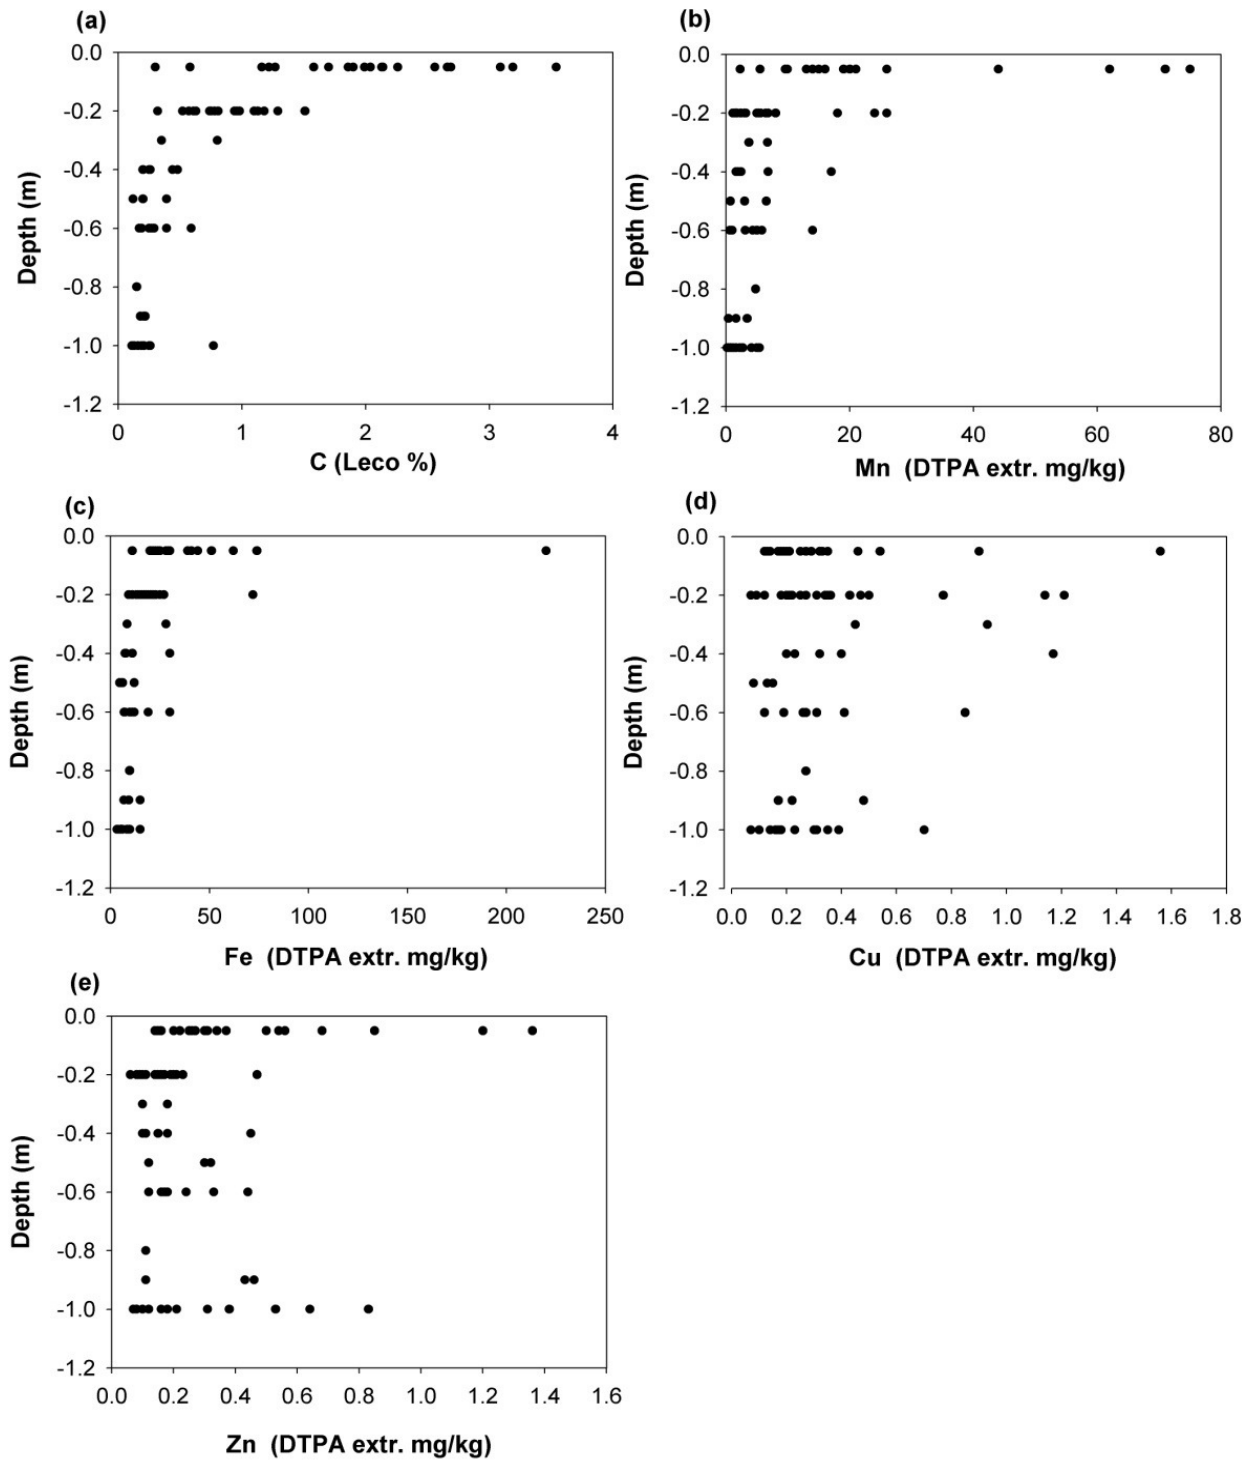 (a)
0.0
-0.2
-0.4
-0.6
-0.8
-1.0
-1.2
Depth (m)
0 1 2 3 4
C (Leco %)
(b)
0.0
-0.2
-0.4
-0.6
-0.8
-1.0
-1.2
Depth (m)
0 20 40 60 80
Mn (DTPA extr. mg/kg)
(c)
0.0
-0.2
-0.4
-0.6
-0.8
-1.0
-1.2
Depth (m)
0 50 100 150 200 250
Fe (DTPA extr. mg/kg)
(d)
0.0
-0.2
-0.4
-0.6
-0.8
-1.0
-1.2
Depth (m)
0.0 0.2 0.4 0.6 0.8 1.0 1.2 1.4 1.6 1.8
Cu (DTPA extr. mg/kg)
(e)
0.0
-0.2
-0.4
-0.6
-0.8
-1.0
-1.2
Depth (m)
0.0 0.2 0.4 0.6 0.8 1.0 1.2 1.4 1.6
Zn (DTPA extr. mg/kg)